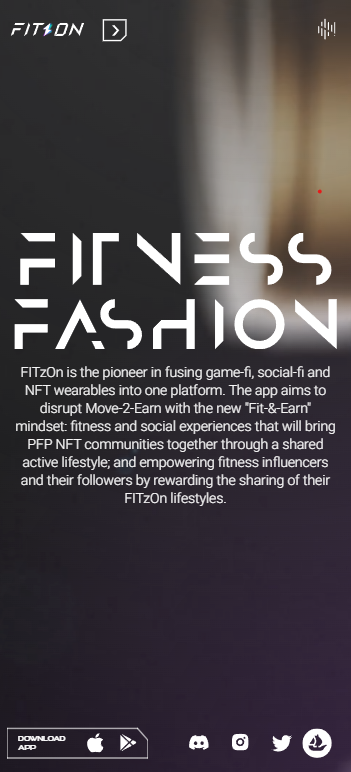 FITZON
FITNESS
FASHION
FITzOn is the pioneer in fusing game-fi, social-fi and
NFT wearables into one platform. The app aims to
disrupt Move-2-Earn with the new "Fit-&-Earn"
mindset: fitness and social experiences that will bring
PFP NFT communities together through a shared
active lifestyle; and empowering fitness influencers
and their followers by rewarding the sharing of their
FITzOn lifestyles.
DOWNLOAD
APP